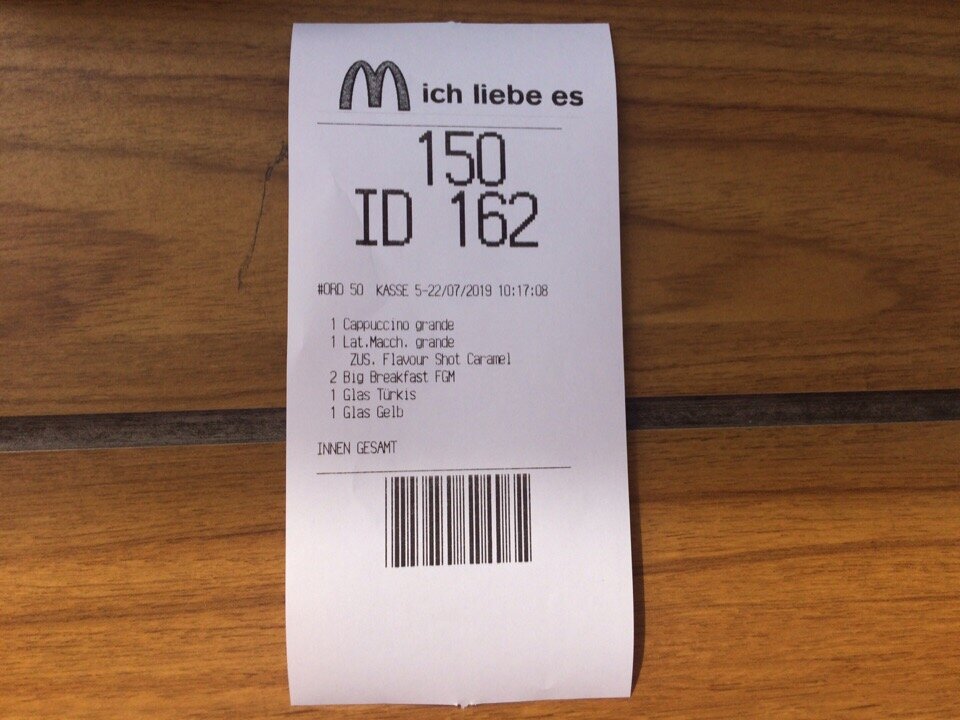 ich liebe es
150
ID 162
#ORD 50 KASSE 5-22/07/2019 10:17:08
1 Cappuccino grande
1 Lat.Macch. grande
ZUS. Flavour Shot Caramel
2 Big Breakfast FGM
1 Glas Türkis
1 Glas Gelb
INNEN GESAMT